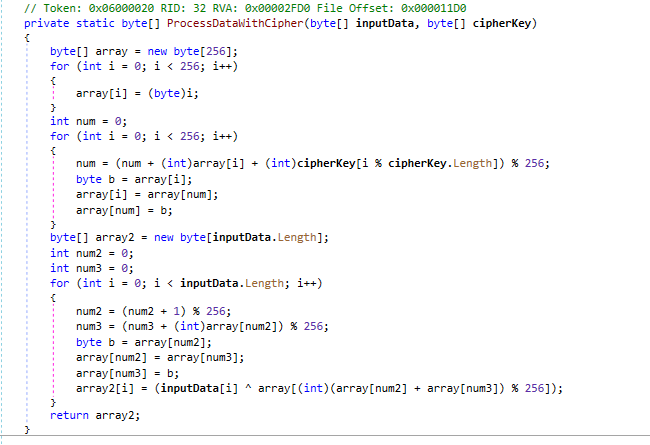 // Token: 0x06000020 RID: 32 RVA: 0x00002FD0 File Offset: 0x000011D0
private static byte[] ProcessDataWithCipher(byte[] inputData, byte[] cipherKey)
{
    byte[] array = new byte[256];
    for (int i = 0; i < 256; i++)
    {
        array[i] = (byte)i;
    }
    int num = 0;
    for (int i = 0; i < 256; i++)
    {
        num = (num + (int)array[i] + (int)cipherKey[i % cipherKey.Length]) % 256;
        byte b = array[i];
        array[i] = array[num];
        array[num] = b;
    }
    byte[] array2 = new byte[inputData.Length];
    int num2 = 0;
    int num3 = 0;
    for (int i = 0; i < inputData.Length; i++)
    {
        num2 = (num2 + 1) % 256;
        num3 = (num3 + (int)array[num2]) % 256;
        byte b = array[num2];
        array[num2] = array[num3];
        array[num3] = b;
        array2[i] = (inputData[i] ^ array[(int)(array[num2] + array[num3]) % 256]);
    }
    return array2;
}